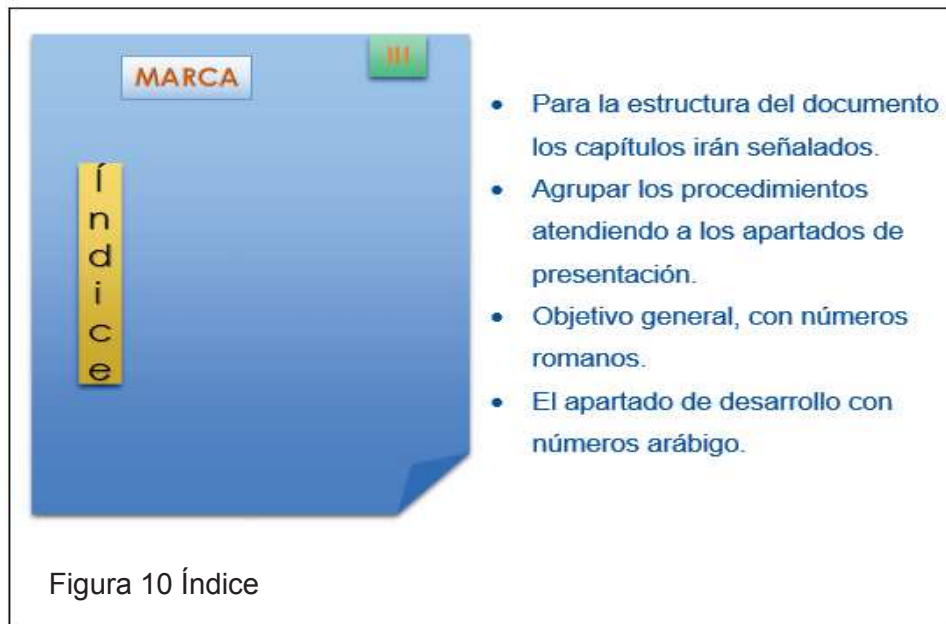 MARCA
III
Índice
• Para la estructura del documento
los capítulos irán señalados.
• Agrupar los procedimientos
atendiendo a los apartados de
presentación.
• Objetivo general, con números
romanos.
• El apartado de desarrollo con
números arábigo.
Figura 10 Índice